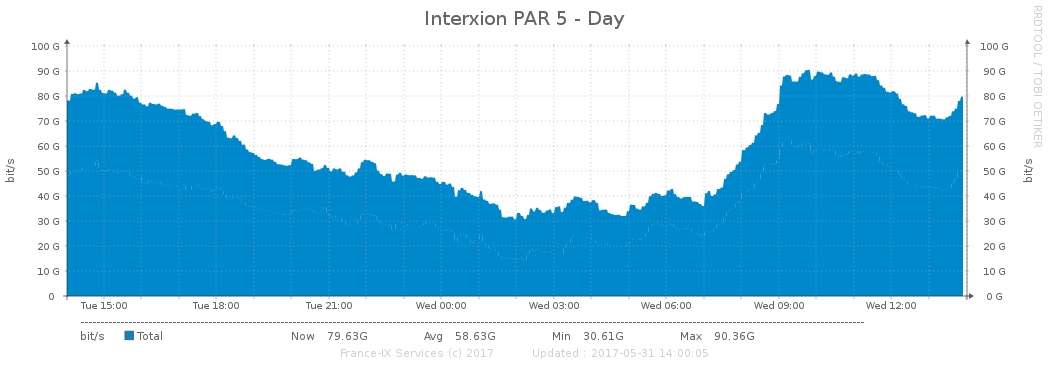 Interxion PAR 5 - Day
RRDTOOL / TOBI OETIKER
100 G 100 G
90 G 90 G
80 G 80 G
70 G 70 G
60 G 60 G
50 G 50 G
40 G 40 G
30 G 30 G
20 G 20 G
10 G 10 G
0 0 G
bit/s bit/s
Tue 15:00 Tue 18:00 Tue 21:00 Wed 00:00 Wed 03:00 Wed 06:00 Wed 09:00 Wed 12:00
bit/s Total Now 79.63G Avg 58.63G Min 30.61G Max 90.36G
France-IX Services (c) 2017 Updated : 2017-05-31 14:00:05